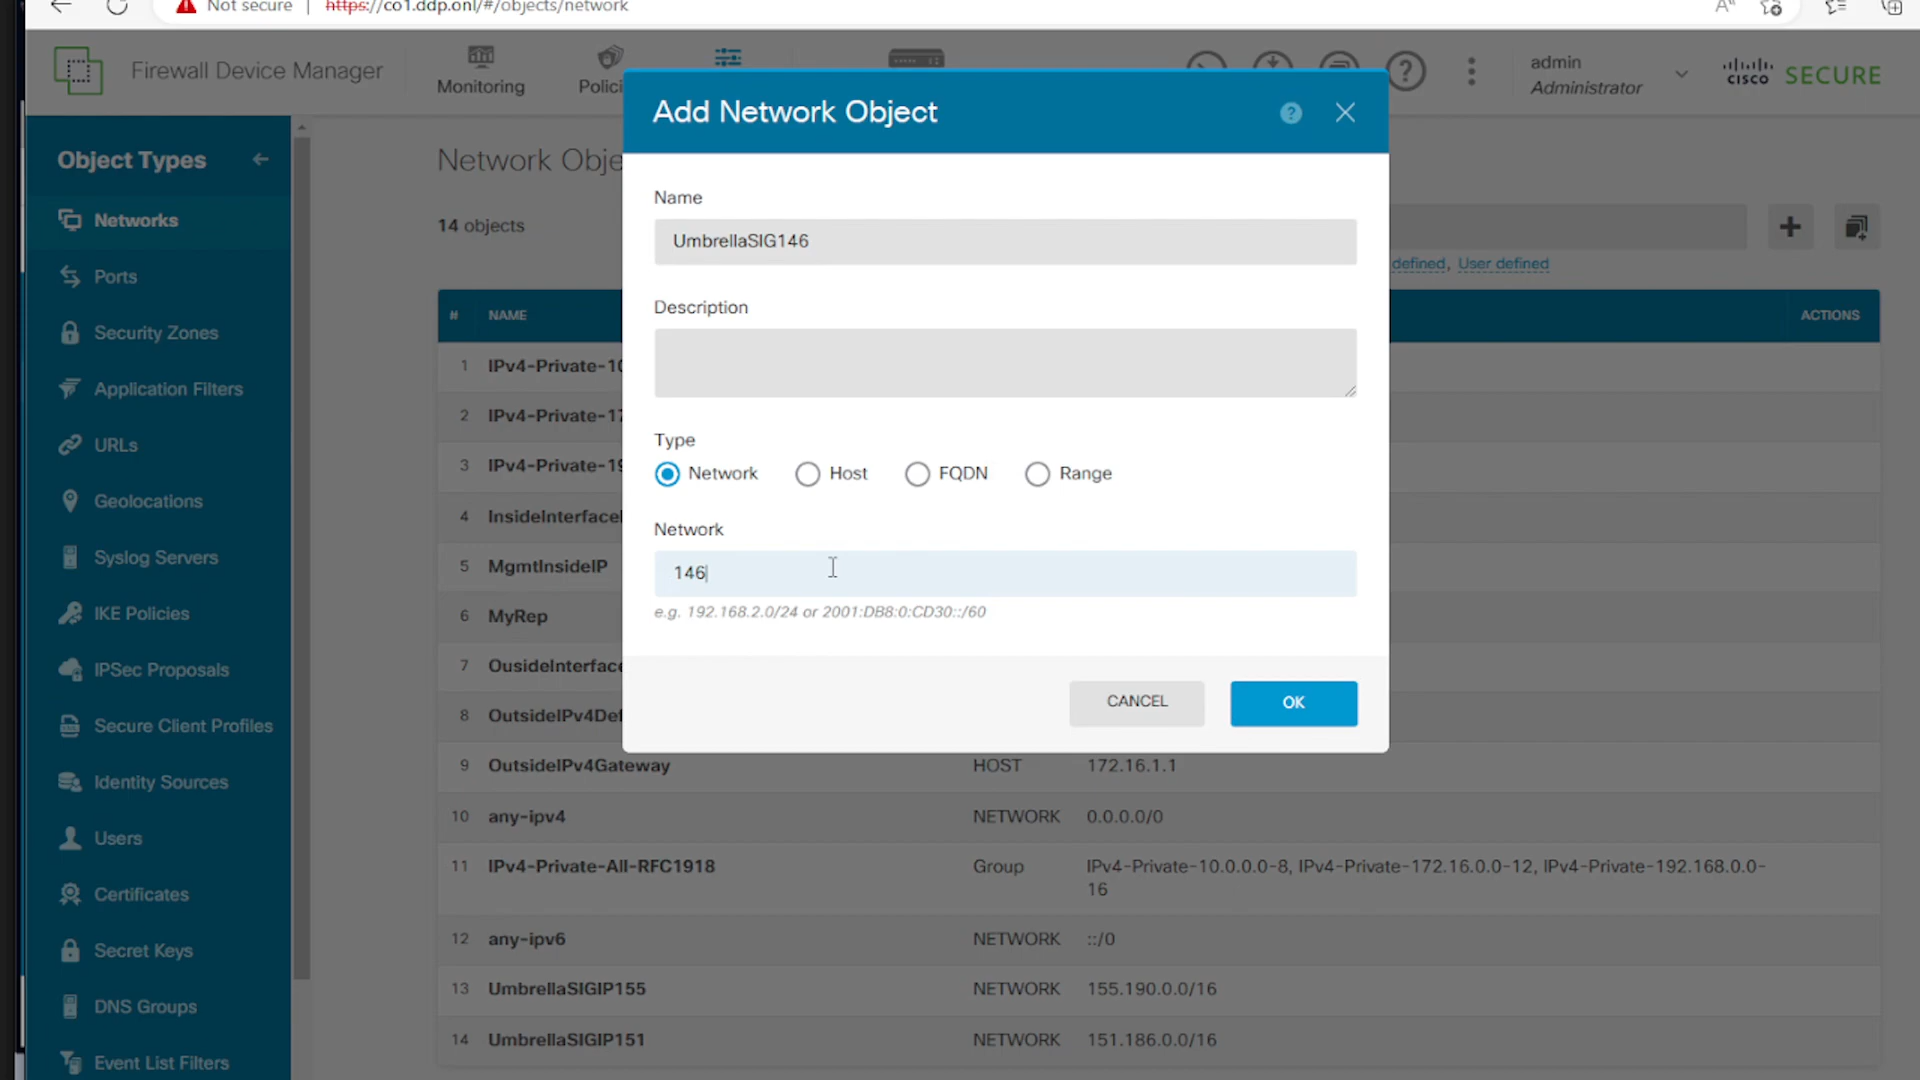 Not secure | https://co1.ddp.onl/#/objects/network
Firewall Device Manager
Monitoring
Polici
admin
Administrator
CISCO SECURE
Add Network Object
Object Types
Networks
Ports
Security Zones
Application Filters
URLs
Geolocations
Syslog Servers
IKE Policies
IPSec Proposals
Secure Client Profiles
Identity Sources
Users
Certificates
Secret Keys
DNS Groups
Event List Filters
Network Obje
14 objects
defined, User defined
# NAME ACTIONS
1 IPv4-Private-10
2 IPv4-Private-17
3 IPv4-Private-19
4 InsideInterfaceI
5 MgmtInsideIP
6 MyRep
7 OusideInterface
8 OutsideIPv4Def
9 OutsideIPv4Gateway HOST 172.16.1.1
10 any-ipv4 NETWORK 0.0.0.0/0
11 IPv4-Private-All-RFC1918 Group IPv4-Private-10.0.0.0-8, IPv4-Private-172.16.0.0-12, IPv4-Private-192.168.0.0-
16
12 any-ipv6 NETWORK ::/0
13 UmbrellaSIGIP155 NETWORK 155.190.0.0/16
14 UmbrellaSIGIP151 NETWORK 151.186.0.0/16
Name
UmbrellaSIG146
Description
Type
Network Host FQDN Range
Network
146
e.g. 192.168.2.0/24 or 2001:DB8:0:CD30::/60
CANCEL OK